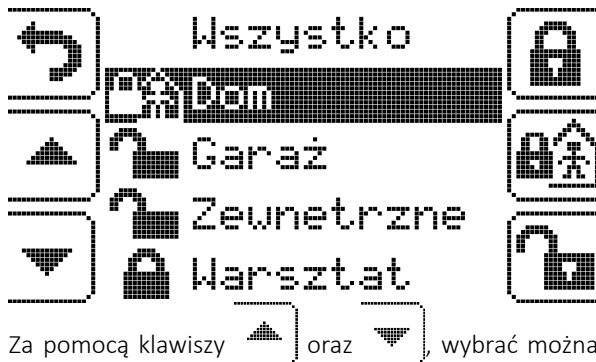 Wszystko
Dom
Garaż
Zewnetrzne
Warsztat
Za pomocą klawiszy oraz , wybrać można